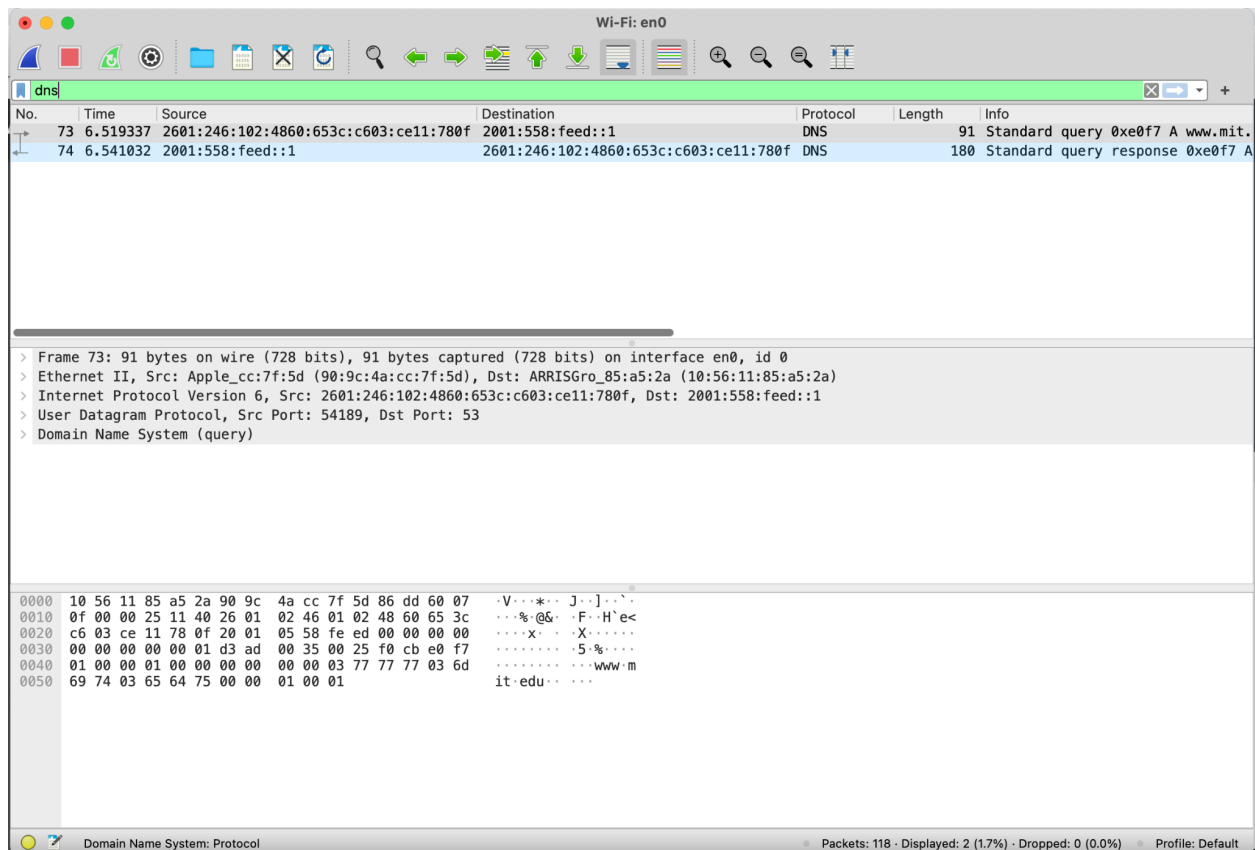 Wi-Fi: en0
dns
No. Time Source Destination Protocol Length Info
73 6.519337 2601:246:102:4860:653c:c603:ce11:780f 2001:558:feed::1 DNS 91 Standard query 0xe0f7 A www.mit.
74 6.541032 2001:558:feed::1 2601:246:102:4860:653c:c603:ce11:780f DNS 180 Standard query response 0xe0f7 A
> Frame 73: 91 bytes on wire (728 bits), 91 bytes captured (728 bits) on interface en0, id 0
> Ethernet II, Src: Apple_cc:7f:5d (90:9c:4a:cc:7f:5d), Dst: ARRISGro_85:a5:2a (10:56:11:85:a5:2a)
> Internet Protocol Version 6, Src: 2601:246:102:4860:653c:c603:ce11:780f, Dst: 2001:558:feed::1
> User Datagram Protocol, Src Port: 54189, Dst Port: 53
> Domain Name System (query)
0000 10 56 11 85 a5 2a 90 9c 4a cc 7f 5d 86 dd 60 07 ·V···*·· J··]··`·
0010 0f 00 00 25 11 40 26 01 02 46 01 02 48 60 65 3c ···%·@&· ·F··H`e<
0020 c6 03 ce 11 78 0f 20 01 05 58 fe ed 00 00 00 00 ····x· · ·X······
0030 00 00 00 00 00 01 d3 ad 00 35 00 25 f0 cb e0 f7 ········ ·5·%····
0040 01 00 00 01 00 00 00 00 00 00 03 77 77 77 03 6d ········ ···www·m
0050 69 74 03 65 64 75 00 00 01 00 01 it·edu·· ···
Domain Name System: Protocol Packets: 118 · Displayed: 2 (1.7%) · Dropped: 0 (0.0%) Profile: Default